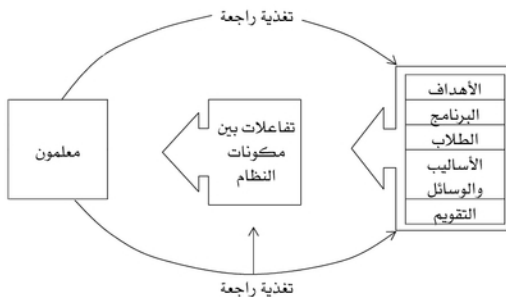 تغذية راجعة
الأهداف
البرنامج
الطلاب
الأساليب
والوسائل
التقويم
تفاعلات بين
مكونات
النظام
معلمون
تغذية راجعة